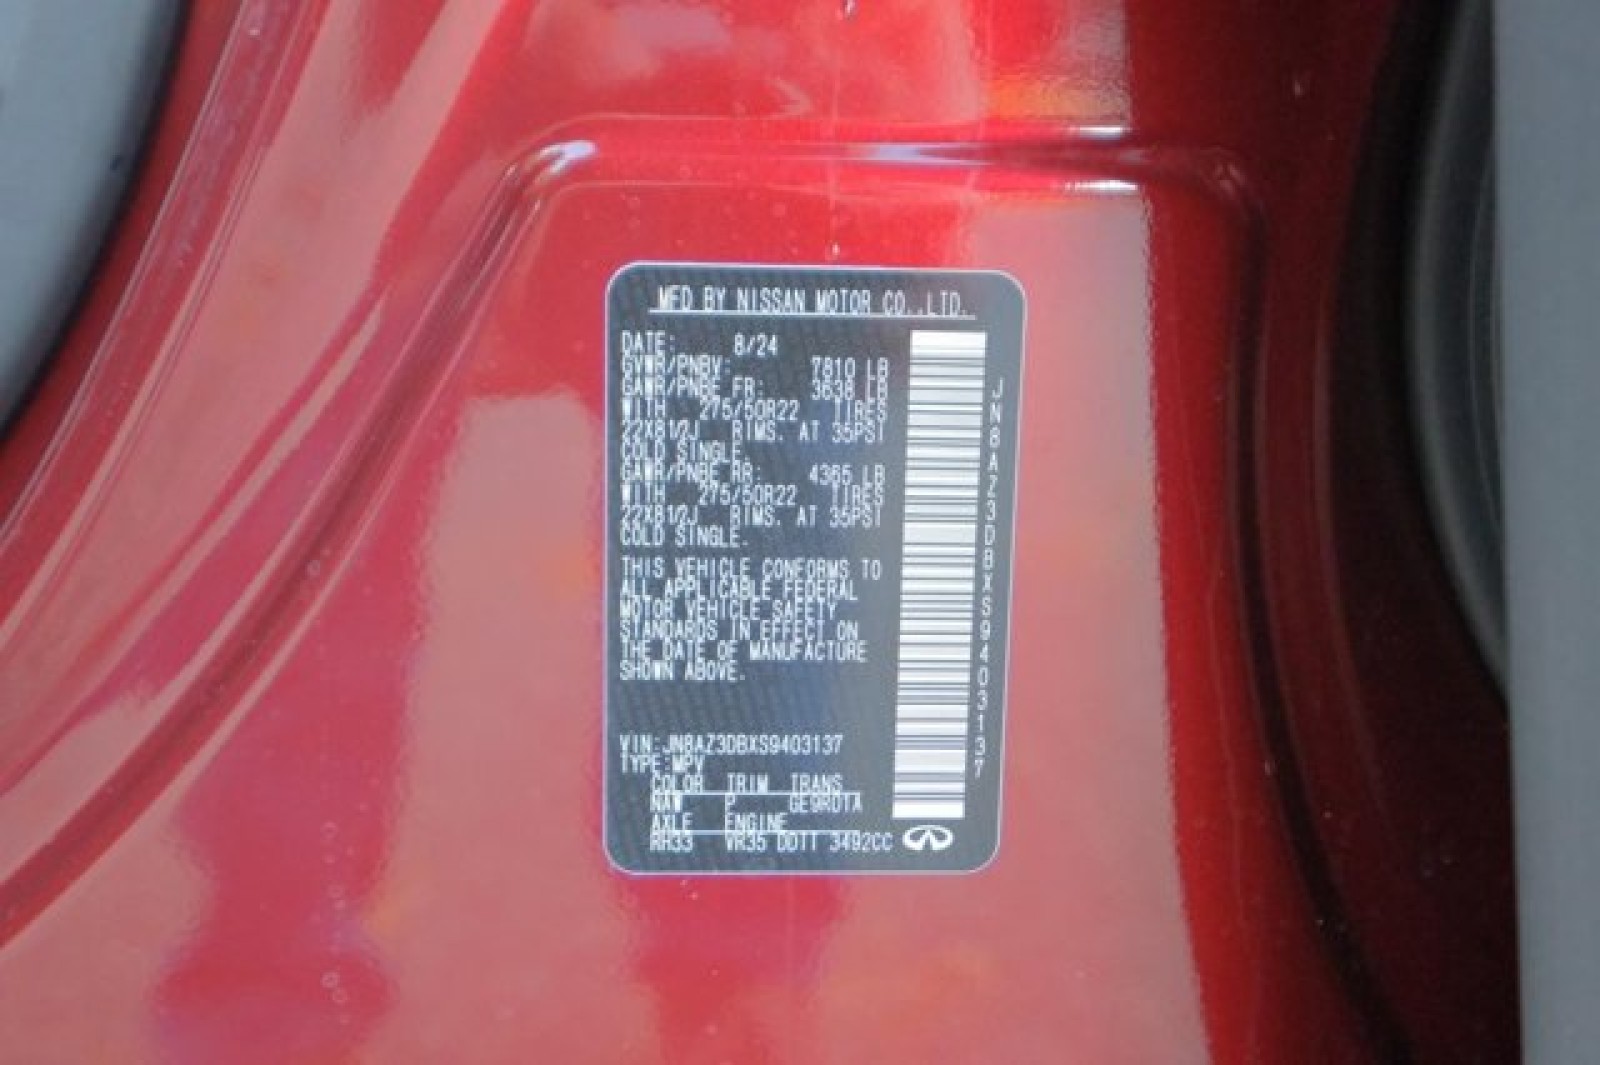 MFD BY NISSAN MOTOR CO.,LTD.
DATE: 8/24
GVWR/PNBV: 7810 LB
GAWR/PNBE FR: 3638 LB
WITH 275/50R22 TIRES
22X81/2J RIMS. AT 35PSI
COLD SINGLE.
GAWR/PNBE RR: 4365 LB
WITH 275/50R22 TIRES
22X81/2J RIMS. AT 35PSI
COLD SINGLE.
THIS VEHICLE CONFORMS TO
ALL APPLICABLE FEDERAL
MOTOR VEHICLE SAFETY
STANDARDS IN EFFECT ON
THE DATE OF MANUFACTURE
SHOWN ABOVE.
VIN:JN8AZ3DBXS9403137
TYPE:MPV
COLOR TRIM TRANS
NAW P GE9RD1A
AXLE ENGINE
RH33 VR35 DDTT 3492CC
JN8AZ3DBXS9403137